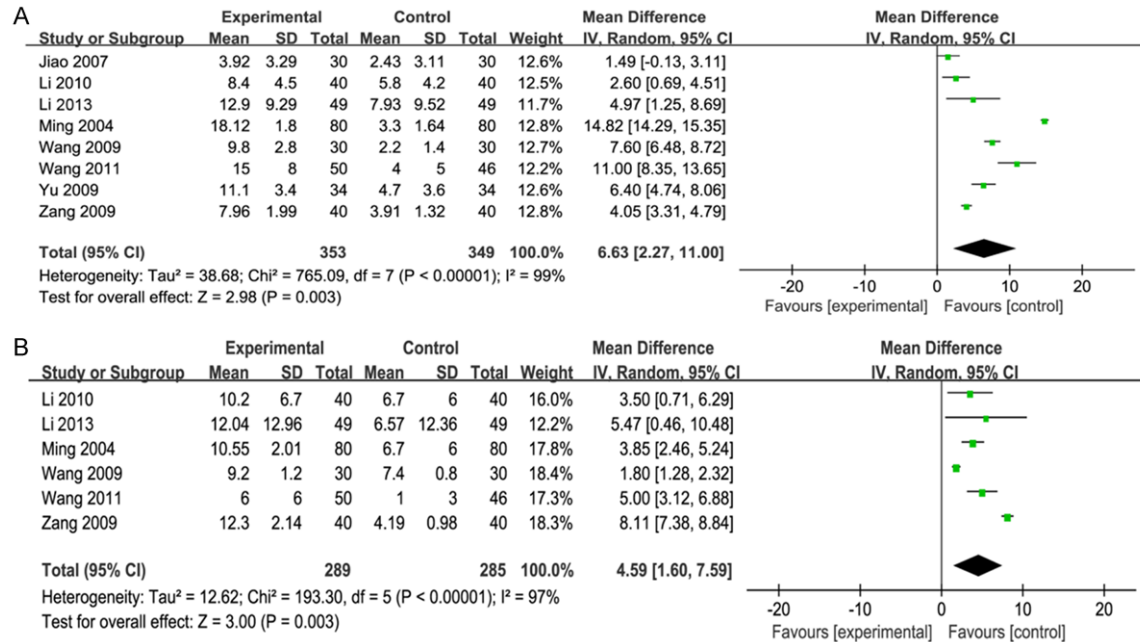 A
Experimental Control Mean Difference Mean Difference
Study or Subgroup Mean SD Total Mean SD Total Weight IV, Random, 95% CI IV, Random, 95% CI
Jiao 2007 3.92 3.29 30 2.43 3.11 30 12.6% 1.49 [-0.13, 3.11]
Li 2010 8.4 4.5 40 5.8 4.2 40 12.5% 2.60 [0.69, 4.51]
Li 2013 12.9 9.29 49 7.93 9.52 49 11.7% 4.97 [1.25, 8.69]
Ming 2004 18.12 1.8 80 3.3 1.64 80 12.8% 14.82 [14.29, 15.35]
Wang 2009 9.8 2.8 30 2.2 1.4 30 12.7% 7.60 [6.48, 8.72]
Wang 2011 15 8 50 4 5 46 12.2% 11.00 [8.35, 13.65]
Yu 2009 11.1 3.4 34 4.7 3.6 34 12.6% 6.40 [4.74, 8.06]
Zang 2009 7.96 1.99 40 3.91 1.32 40 12.8% 4.05 [3.31, 4.79]
Total (95% CI) 353 349 100.0% 6.63 [2.27, 11.00]
Heterogeneity: Tau² = 38.68; Chi² = 765.09, df = 7 (P < 0.00001); I² = 99%
Test for overall effect: Z = 2.98 (P = 0.003)
-20 -10 0 10 20
Favours [experimental] Favours [control]
B
Experimental Control Mean Difference Mean Difference
Study or Subgroup Mean SD Total Mean SD Total Weight IV, Random, 95% CI IV, Random, 95% CI
Li 2010 10.2 6.7 40 6.7 6 40 16.0% 3.50 [0.71, 6.29]
Li 2013 12.04 12.96 49 6.57 12.36 49 12.2% 5.47 [0.46, 10.48]
Ming 2004 10.55 2.01 80 6.7 6 80 17.8% 3.85 [2.46, 5.24]
Wang 2009 9.2 1.2 30 7.4 0.8 30 18.4% 1.80 [1.28, 2.32]
Wang 2011 6 6 50 1 3 46 17.3% 5.00 [3.12, 6.88]
Zang 2009 12.3 2.14 40 4.19 0.98 40 18.3% 8.11 [7.38, 8.84]
Total (95% CI) 289 285 100.0% 4.59 [1.60, 7.59]
Heterogeneity: Tau² = 12.62; Chi² = 193.30, df = 5 (P < 0.00001); I² = 97%
Test for overall effect: Z = 3.00 (P = 0.003)
-20 -10 0 10 20
Favours [experimental] Favours [control]